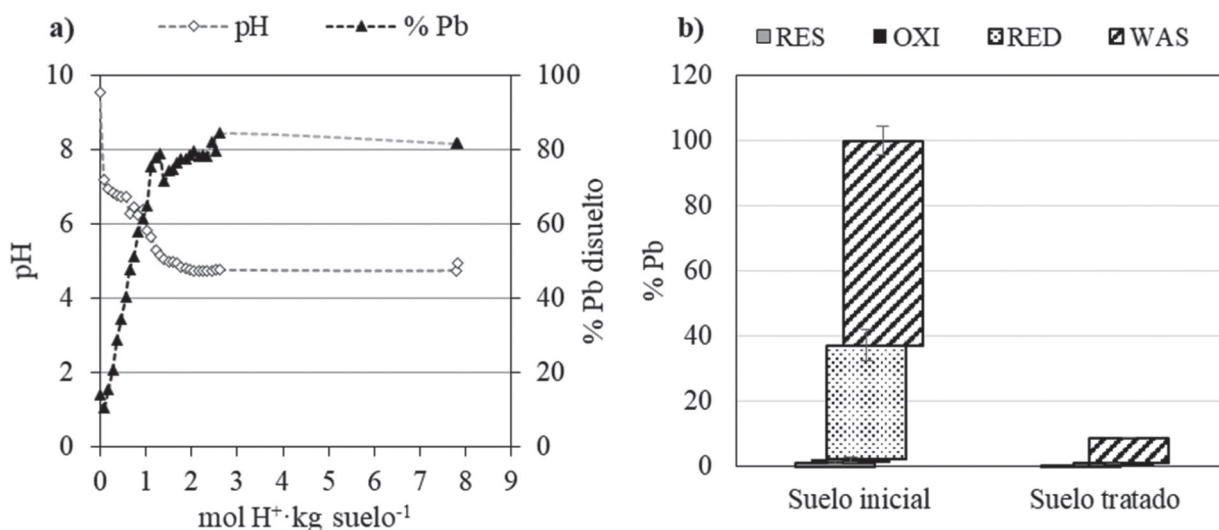 a)
pH
% Pb
10
8
6
4
2
0
pH
100
80
60
40
20
0
% Pb disuelto
0 1 2 3 4 5 6 7 8 9
mol H⁺·kg suelo⁻¹
b)
RES OXI RED WAS
120
100
80
60
40
20
0
% Pb
Suelo inicial Suelo tratado